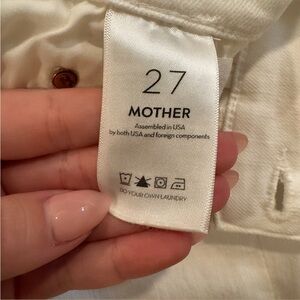 27
MOTHER
Assembled in USA
by both USA and foreign components
DO YOUR OWN LAUNDRY